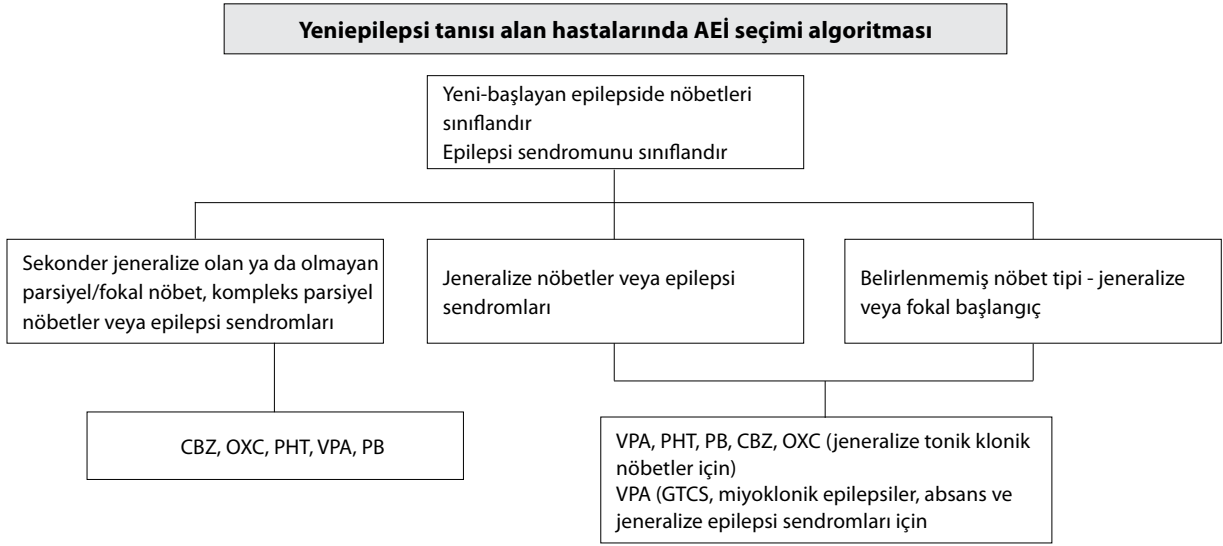 Yeniepilepsi tanısı alan hastalarında AEİ seçimi algoritması
Yeni-başlayan epilepside nöbetleri
sınıflandır
Epilepsi sendromunu sınıflandır
Sekonder jeneralize olan ya da olmayan
parsiyel/fokal nöbet, kompleks parsiyel
nöbetler veya epilepsi sendromları
Jeneralize nöbetler veya epilepsi
sendromları
Belirlenmemiş nöbet tipi - jeneralize
veya fokal başlangıç
CBZ, OXC, PHT, VPA, PB
VPA, PHT, PB, CBZ, OXC (jeneralize tonik klonik
nöbetler için)
VPA (GTCS, miyoklonik epilepsiler, absans ve
jeneralize epilepsi sendromları için